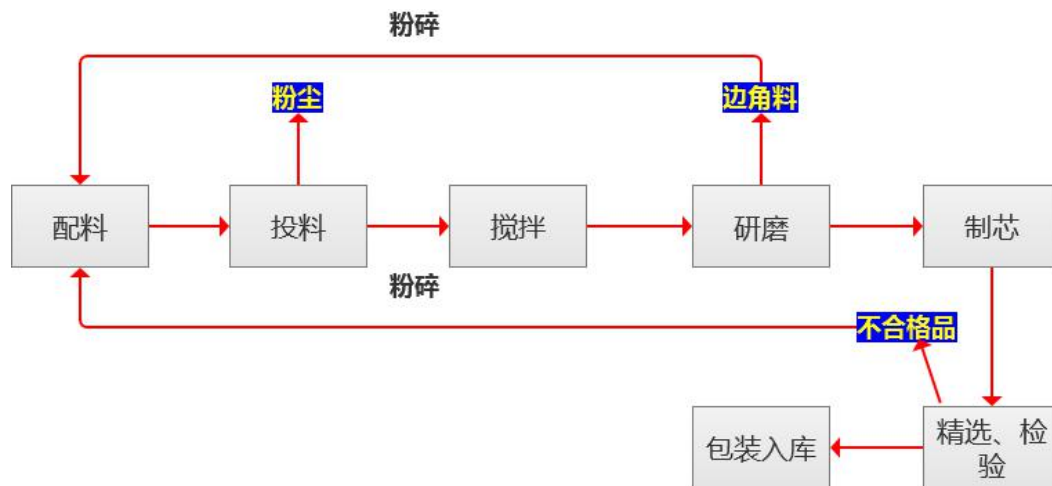 粉碎
粉尘
边角料
配料
投料
搅拌
研磨
制芯
粉碎
不合格品
包装入库
精选、检
验